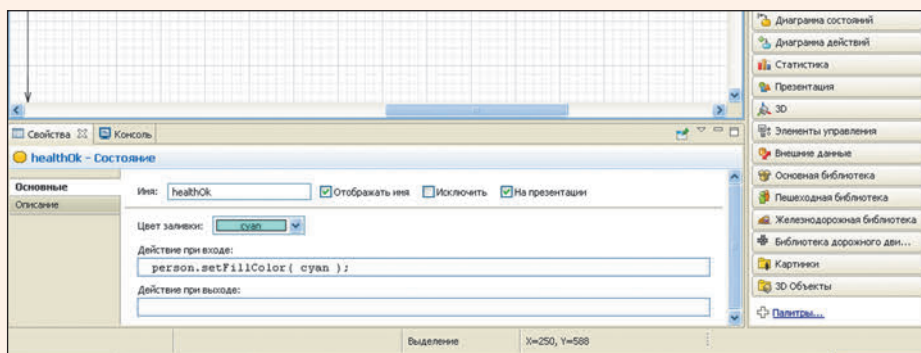 Диаграмма состояний
Диаграмма действий
Статистика
Презентация
3D
Элементы управления
Внешние данные
Основная библиотека
Пешеходная библиотека
Железнодорожная библиотека
Библиотека дорожного дви...
Картинки
3D Объекты
Палитры...
Свойства Консоль
healthOk - Состояние
Основные
Описание
Имя: healthOk Отображать имя Исключить На презентации
Цвет заливки: cyan
Действие при входе:
person.setFillColor( cyan );
Действие при выходе:
Выделение X=250, Y=588